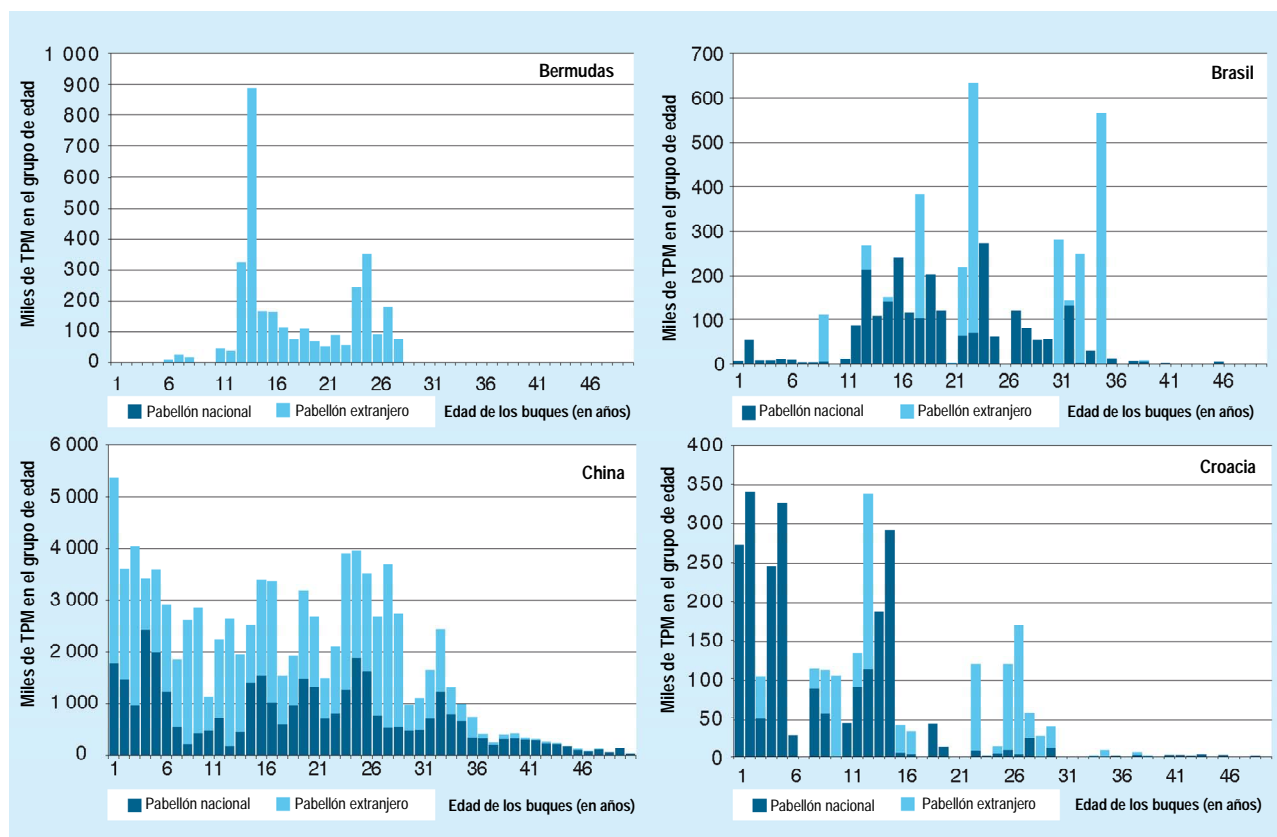 Bermudas
Miles de TPM en el grupo de edad
1 000
900
800
700
600
500
400
300
200
100
0
1 6 11 16 21 26 31 36 41 46
Pabellón nacional Pabellón extranjero Edad de los buques (en años)
Brasil
Miles de TPM en el grupo de edad
700
600
500
400
300
200
100
0
1 6 11 16 21 26 31 36 41 46
Pabellón nacional Pabellón extranjero Edad de los buques (en años)
China
Miles de TPM en el grupo de edad
6 000
5 000
4 000
3 000
2 000
1 000
0
1 6 11 16 21 26 31 36 41 46
Pabellón nacional Pabellón extranjero Edad de los buques (en años)
Croacia
Miles de TPM en el grupo de edad
400
350
300
250
200
150
100
50
0
1 6 11 16 21 26 31 36 41 46
Pabellón nacional Pabellón extranjero Edad de los buques (en años)